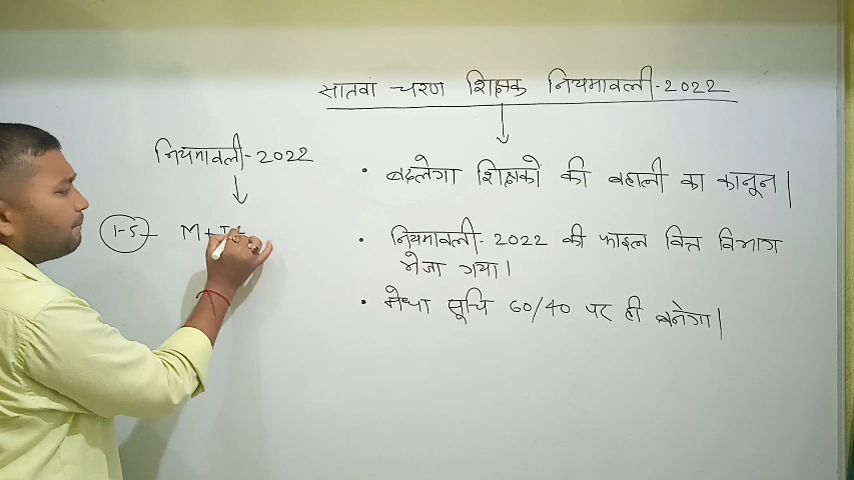 सातवा चरण शिक्षक नियमावली-2022
↓
• बदलेगा शिक्षको की बहाली का कानून।
• नियमावली-2022 की फाइल वित्त विभाग
भेजा गया।
• मेधा सूचि 60/40 पर ही बनेगा।
नियमावली-2022
↓
1-5 - M+I